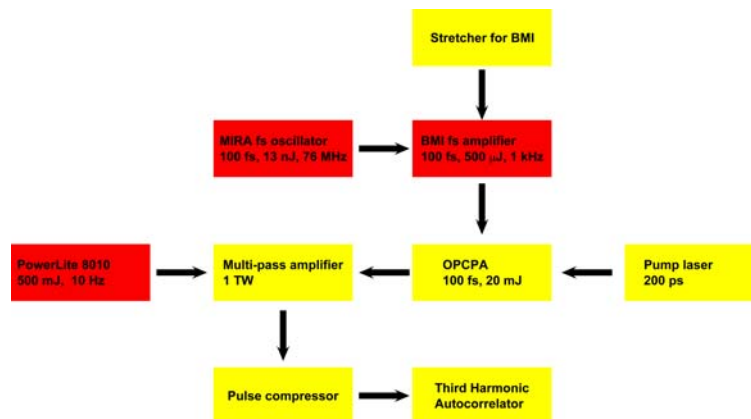 Stretcher for BMI
MIRA fs oscillator
100 fs, 13 nJ, 76 MHz
BMI fs amplifier
100 fs, 500 μJ, 1 kHz
PowerLite 8010
500 mJ, 10 Hz
Multi-pass amplifier
1 TW
OPCPA
100 fs, 20 mJ
Pump laser
200 ps
Pulse compressor
Third Harmonic
Autocorrelator